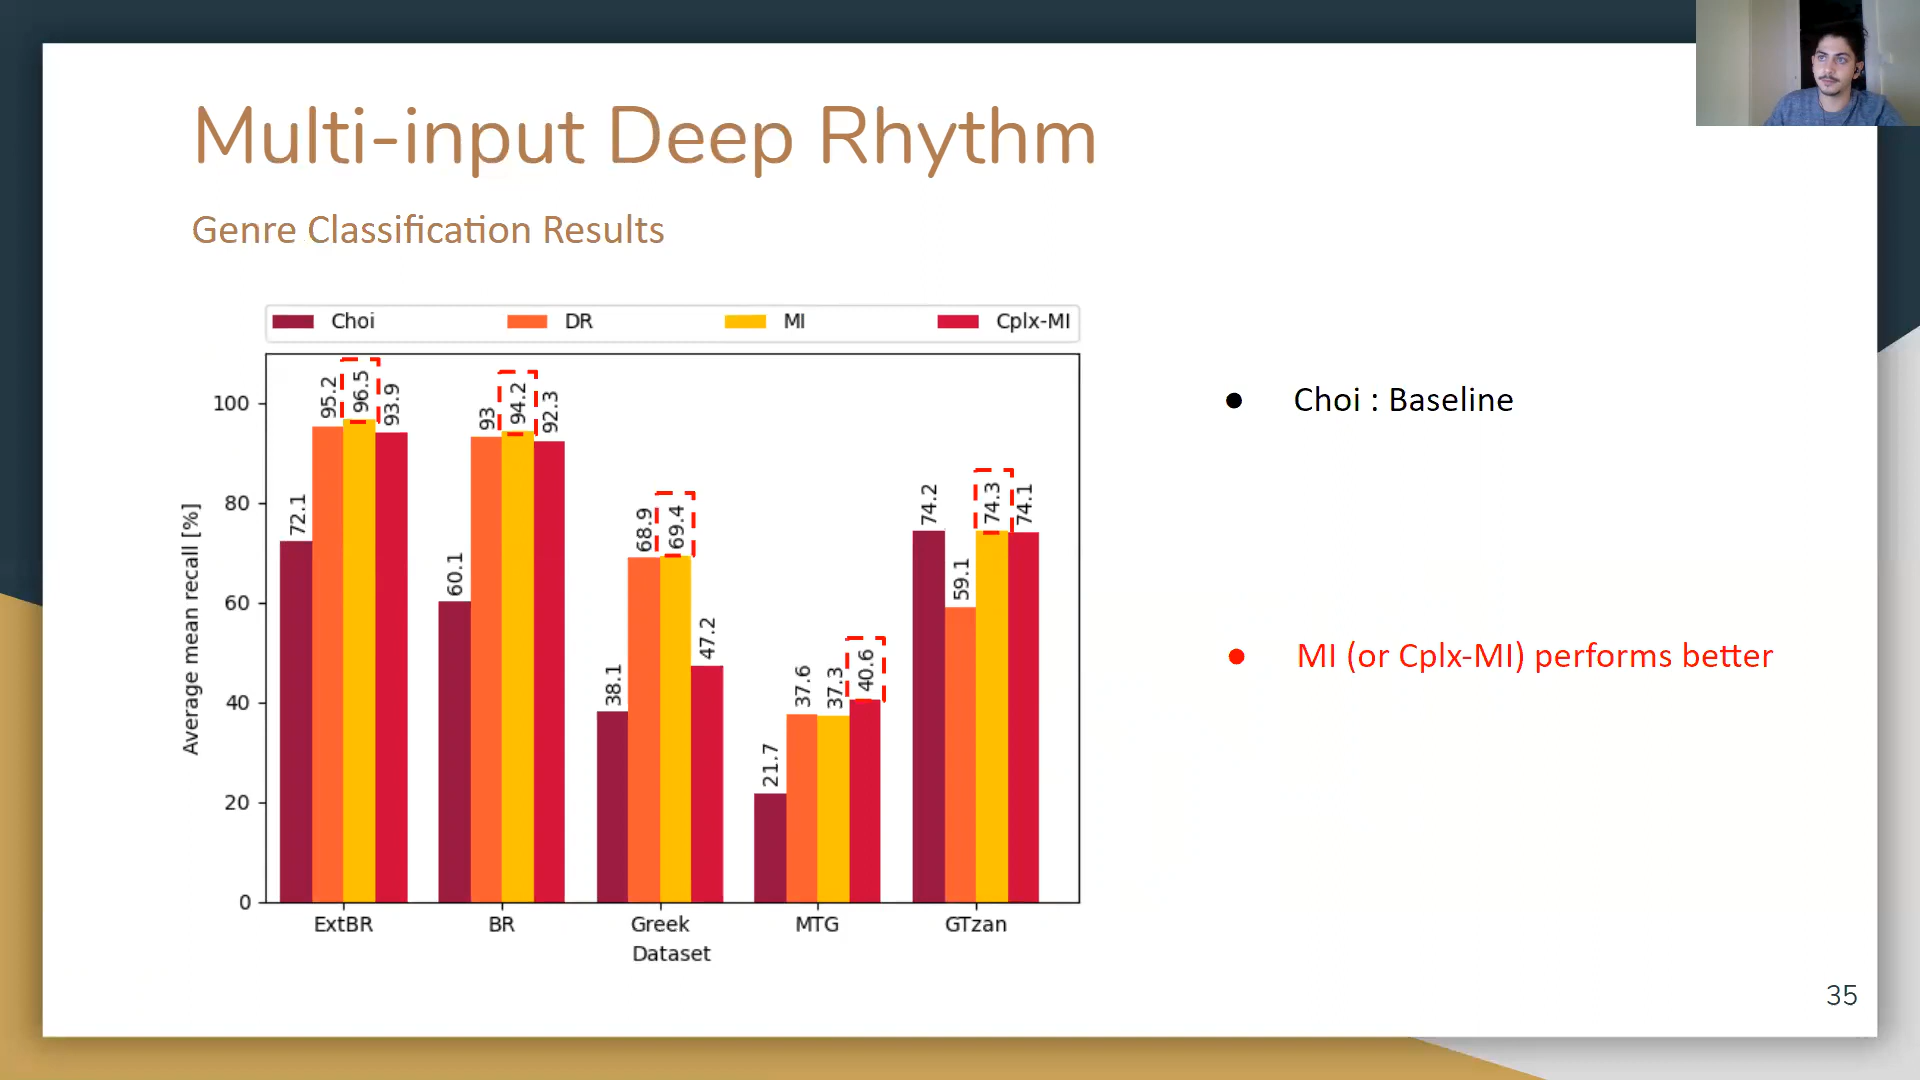 Multi-input Deep Rhythm
Genre Classification Results
Choi DR MI Cplx-MI
Average mean recall [%]
100
80
60
40
20
0
72.1 95.2 96.5 93.9
60.1 93 94.2 92.3
38.1 68.9 69.4 47.2
21.7 37.6 37.3 40.6
74.2 59.1 74.3 74.1
ExtBR BR Greek MTG GTzan
Dataset
● Choi : Baseline
● MI (or Cplx-MI) performs better
35